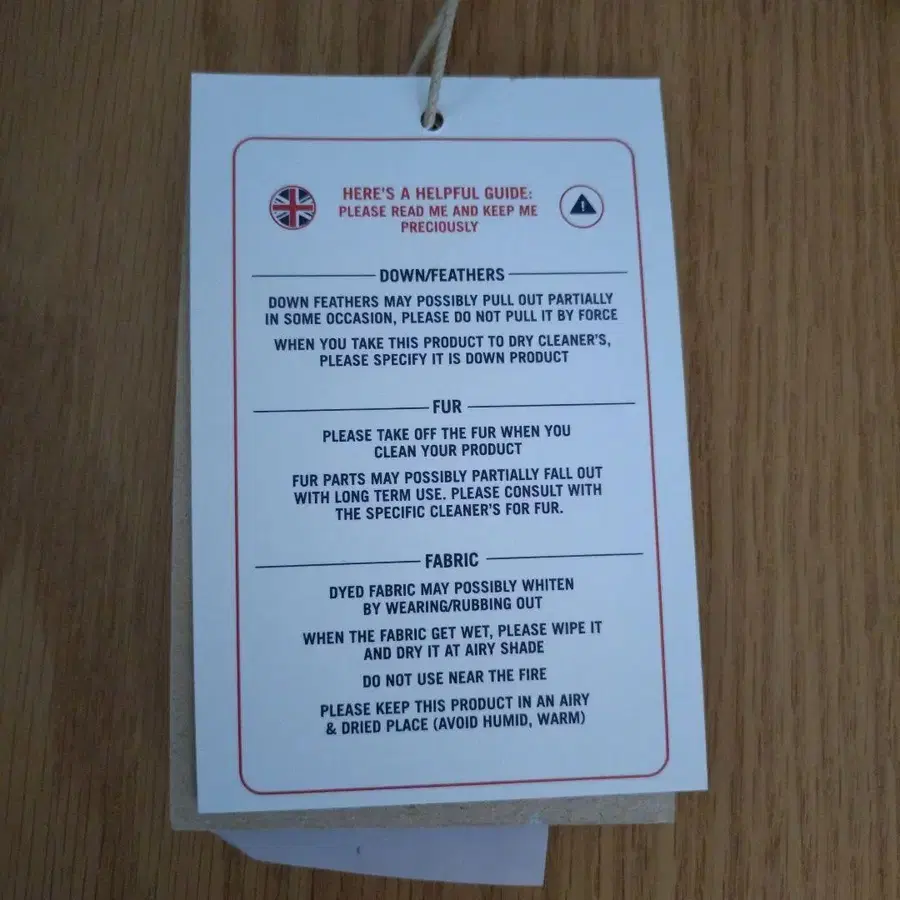 HERE'S A HELPFUL GUIDE:
PLEASE READ ME AND KEEP ME
PRECIOUSLY
DOWN/FEATHERS
DOWN FEATHERS MAY POSSIBLY PULL OUT PARTIALLY
IN SOME OCCASION, PLEASE DO NOT PULL IT BY FORCE
WHEN YOU TAKE THIS PRODUCT TO DRY CLEANER'S,
PLEASE SPECIFY IT IS DOWN PRODUCT
FUR
PLEASE TAKE OFF THE FUR WHEN YOU
CLEAN YOUR PRODUCT
FUR PARTS MAY POSSIBLY PARTIALLY FALL OUT
WITH LONG TERM USE. PLEASE CONSULT WITH
THE SPECIFIC CLEANER'S FOR FUR.
FABRIC
DYED FABRIC MAY POSSIBLY WHITEN
BY WEARING/RUBBING OUT
WHEN THE FABRIC GET WET, PLEASE WIPE IT
AND DRY IT AT AIRY SHADE
DO NOT USE NEAR THE FIRE
PLEASE KEEP THIS PRODUCT IN AN AIRY
& DRIED PLACE (AVOID HUMID, WARM)